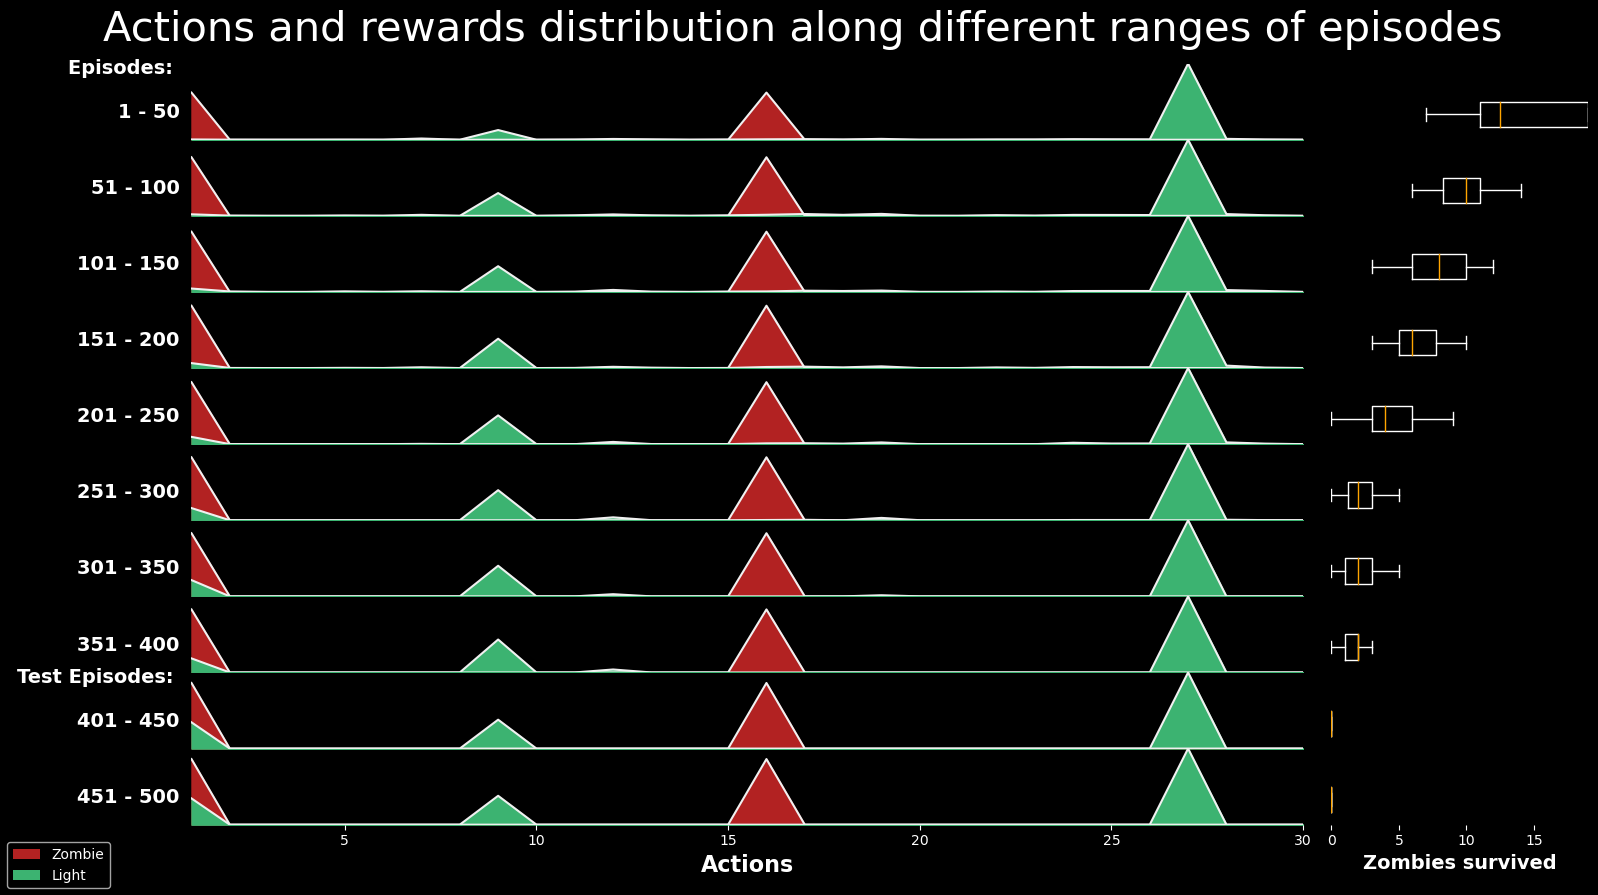 Actions and rewards distribution along different ranges of episodes
Episodes:
1 - 50
51 - 100
101 - 150
151 - 200
201 - 250
251 - 300
301 - 350
351 - 400
Test Episodes:
401 - 450
451 - 500
5 10 15 20 25 30
0 5 10 15
Actions
Zombies survived
Zombie
Light